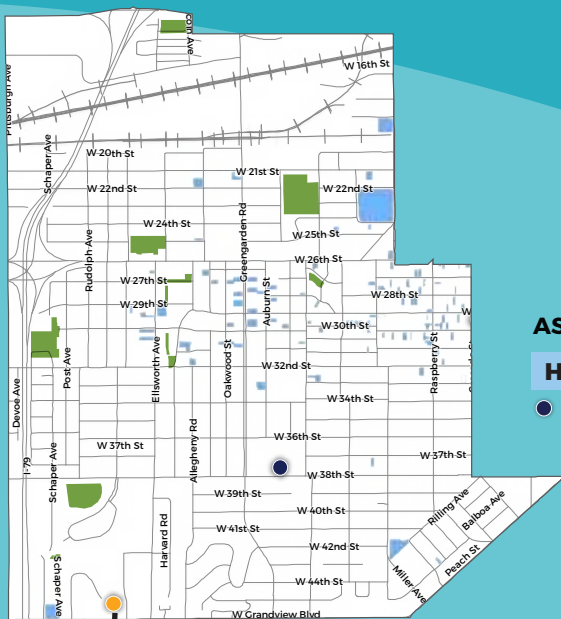 W 16th St
Schaper Ave
W 20th St
W 21st St
W 22nd St
W 22nd St
W 24th St
Greengarden Rd
W 25th St
Rudolph Ave
W 26th St
W 27th St
W 28th St
W 29th St
Auburn St
W 30th St
Ellsworth Ave
Oakwood St
Raspberry St
Post Ave
W 32nd St
Devoe Ave
W 34th St
Allegheny Rd
W 36th St
W 37th St
W 37th St
I-79
Schaper Ave
W 38th St
W 39th St
W 40th St
Rilling Ave
Balboa Ave
Harvard Rd
W 41st St
W 42nd St
Peach St
Miller Ave
Schaper Ave
W 44th St
W Grandview Blvd
AS
H